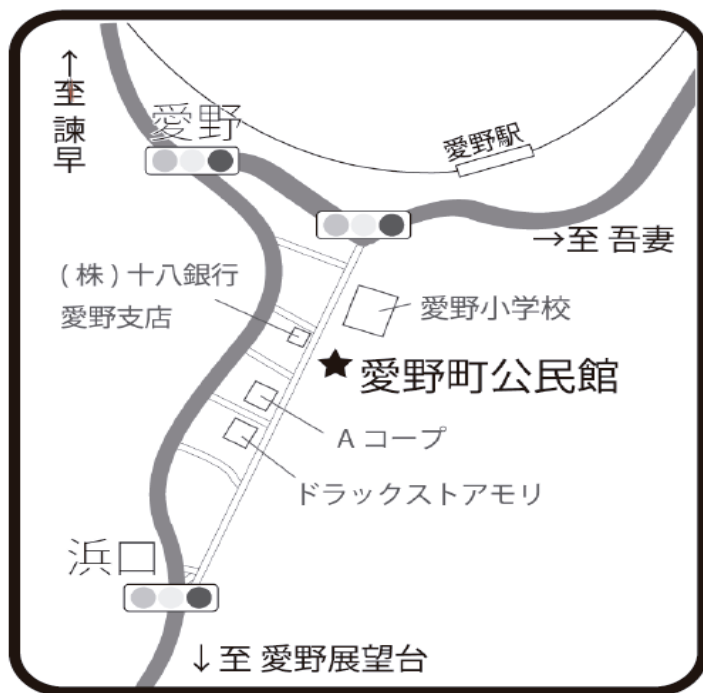 ↑至 諫早
愛野
愛野駅
→至 吾妻
(株)十八銀行
愛野支店
愛野小学校
★愛野町公民館
Aコープ
ドラックストアモリ
浜口
↓至 愛野展望台